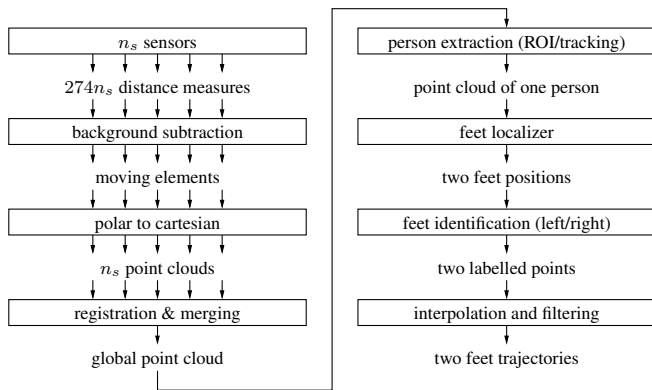 n_s sensors
274n_s distance measures
background subtraction
moving elements
polar to cartesian
n_s point clouds
registration & merging
global point cloud
person extraction (ROI/tracking)
point cloud of one person
feet localizer
two feet positions
feet identification (left/right)
two labelled points
interpolation and filtering
two feet trajectories